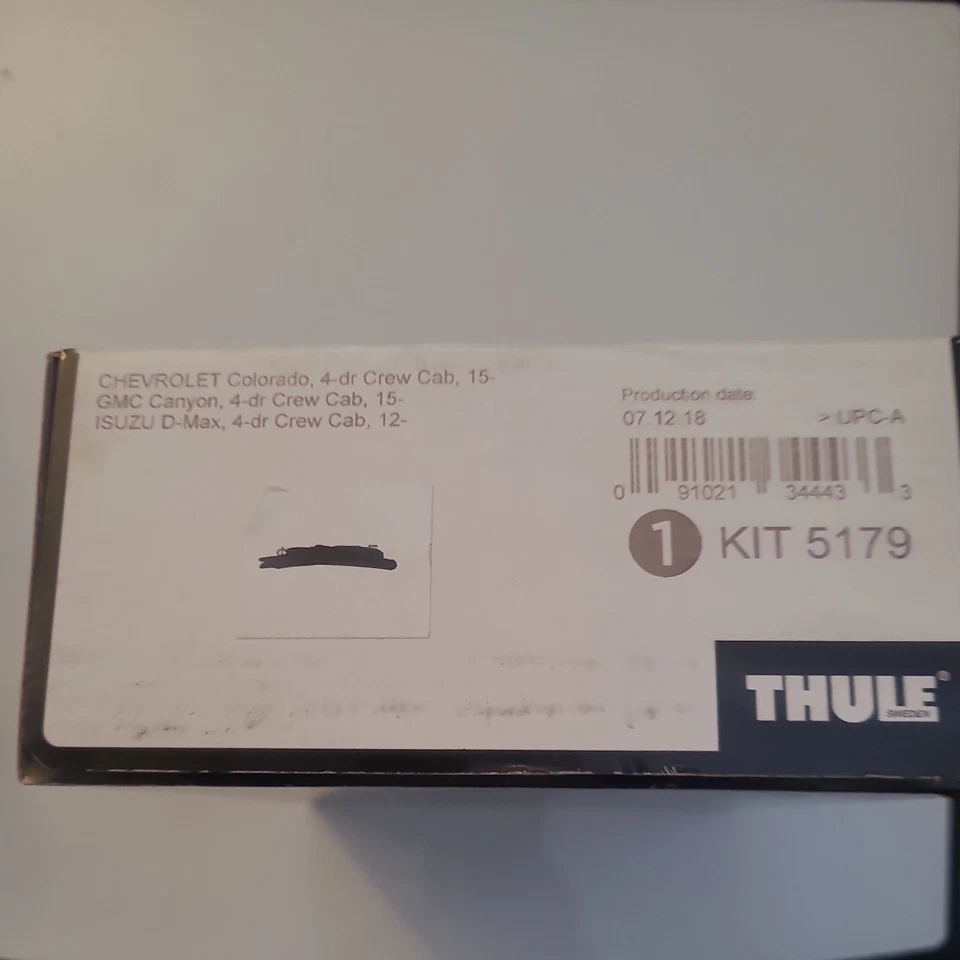 CHEVROLET Colorado, 4-dr Crew Cab, 15-
GMC Canyon, 4-dr Crew Cab, 15-
ISUZU D-Max, 4-dr Crew Cab, 12-
Production date:
07.12.18 > UPC-A
0 91021 34443 3
1 KIT 5179
THULE®
SWEDEN